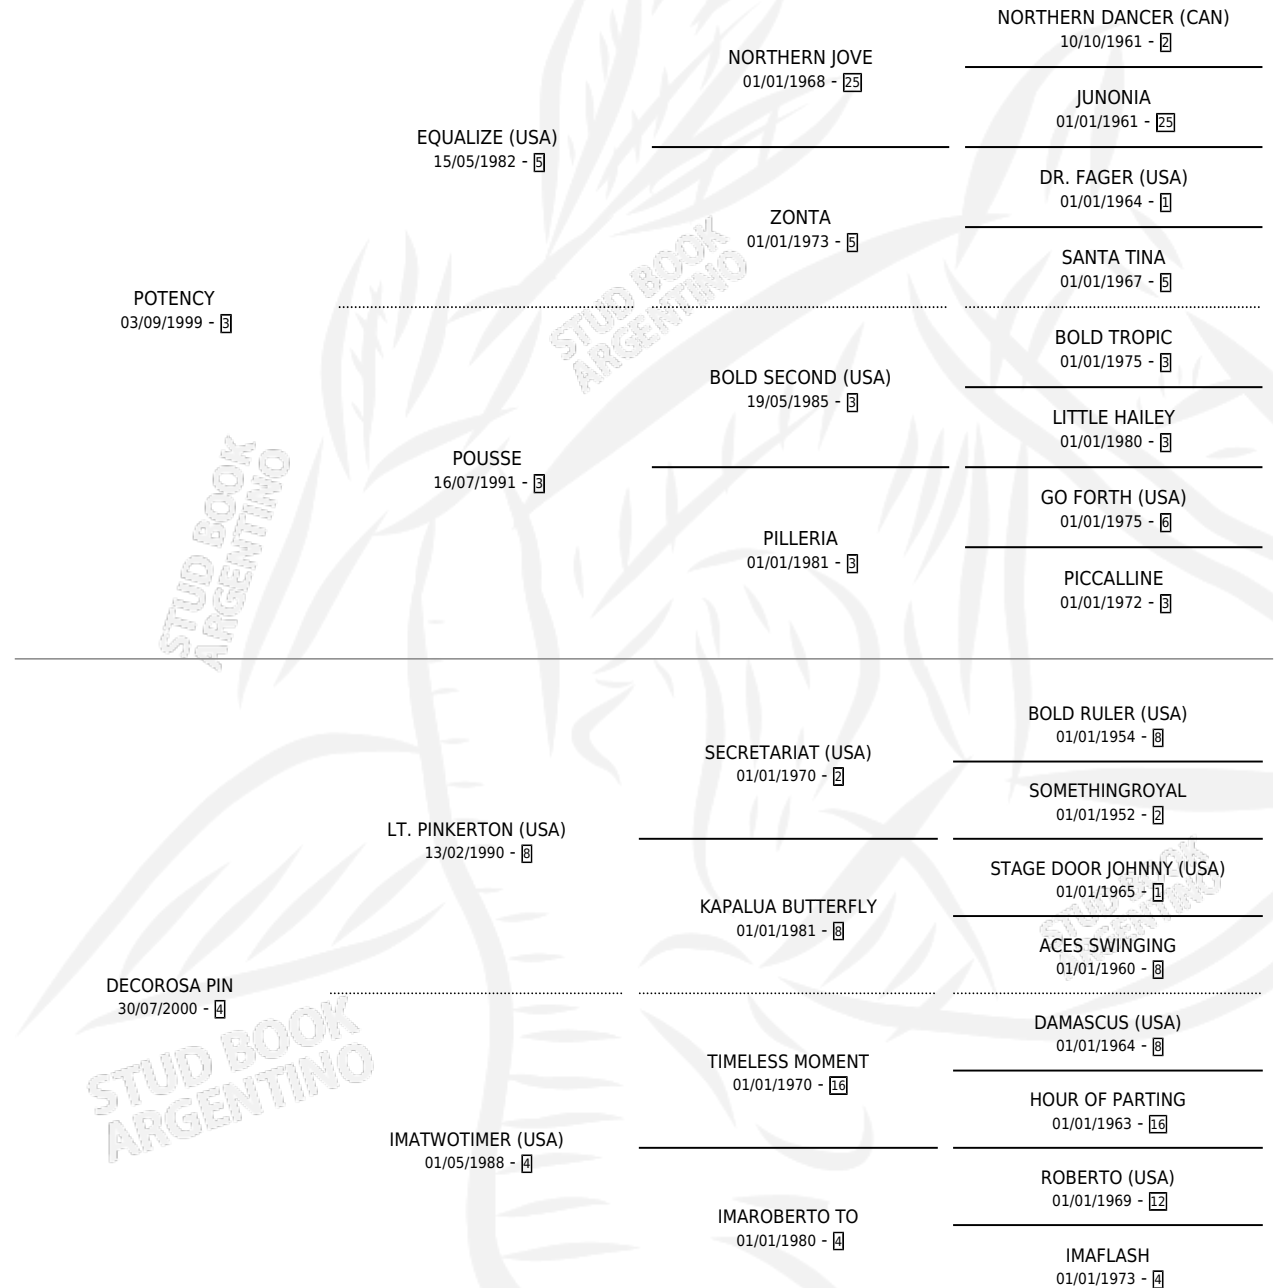 NORTHERN DANCER (CAN)
10/10/1961 - 2
NORTHERN JOVE
01/01/1968 - 25
JUNONIA
01/01/1961 - 25
EQUALIZE (USA)
15/05/1982 - 5
DR. FAGER (USA)
01/01/1964 - 1
ZONTA
01/01/1973 - 5
SANTA TINA
01/01/1967 - 5
POTENCY
03/09/1999 - 3
BOLD TROPIC
01/01/1975 - 3
BOLD SECOND (USA)
19/05/1985 - 3
LITTLE HAILEY
01/01/1980 - 3
POUSSE
16/07/1991 - 3
GO FORTH (USA)
01/01/1975 - 6
PILLERIA
01/01/1981 - 3
PICCALLINE
01/01/1972 - 3
STUD BOOK
ARGENTINO
STUD BOOK
ARGENTINO
BOLD RULER (USA)
01/01/1954 - 8
SECRETARIAT (USA)
01/01/1970 - 2
SOMETHINGROYAL
01/01/1952 - 2
LT. PINKERTON (USA)
13/02/1990 - 8
STAGE DOOR JOHNNY (USA)
01/01/1965 - 1
KAPALUA BUTTERFLY
01/01/1981 - 8
ACES SWINGING
01/01/1960 - 8
STUD BOOK
ARGENTINO
DECOROSA PIN
30/07/2000 - 4
DAMASCUS (USA)
01/01/1964 - 8
TIMELESS MOMENT
01/01/1970 - 16
HOUR OF PARTING
01/01/1963 - 16
IMATWOTIMER (USA)
01/05/1988 - 4
ROBERTO (USA)
01/01/1969 - 12
IMAROBERTO TO
01/01/1980 - 4
IMAFLASH
01/01/1973 - 4
STUD BOOK
ARGENTINO